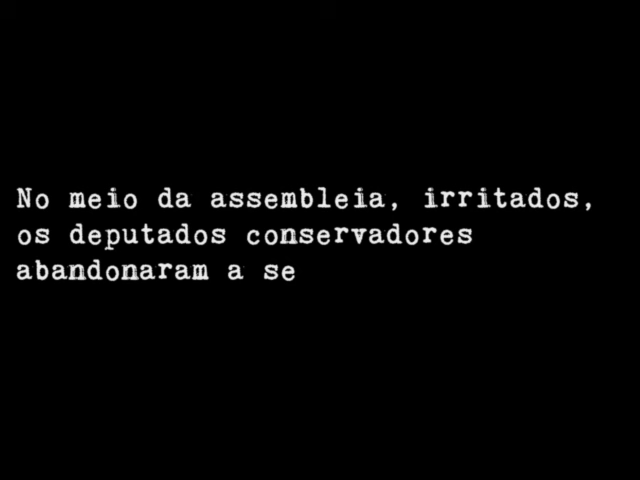 No meio da assembleia, irritados,
os deputados conservadores
abandonaram a se